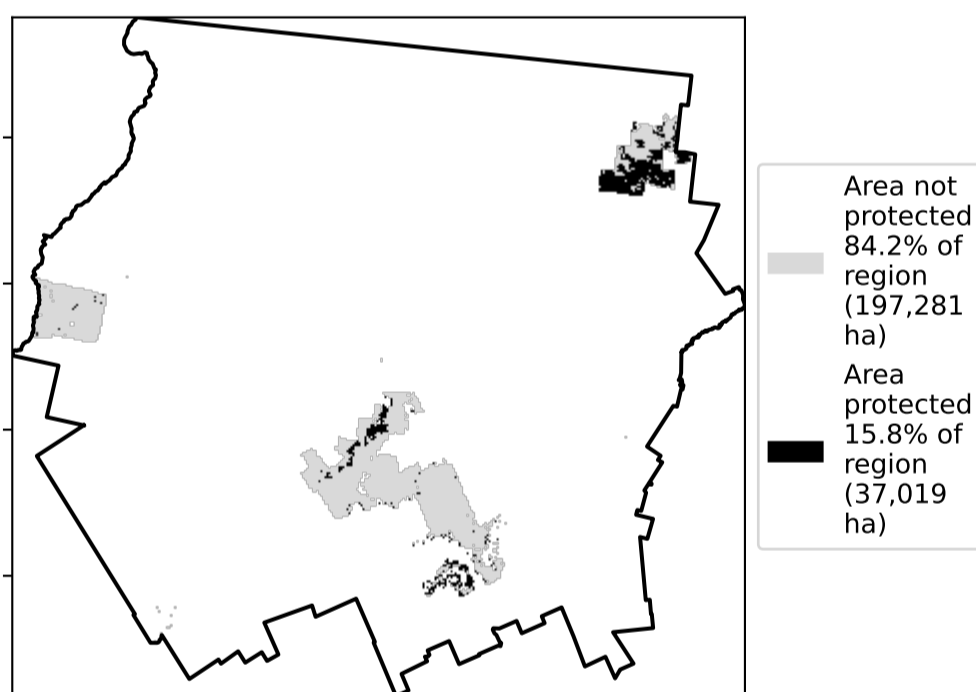 Area not
protected
84.2% of
region
(197,281
ha)
Area
protected
15.8% of
region
(37,019
ha)